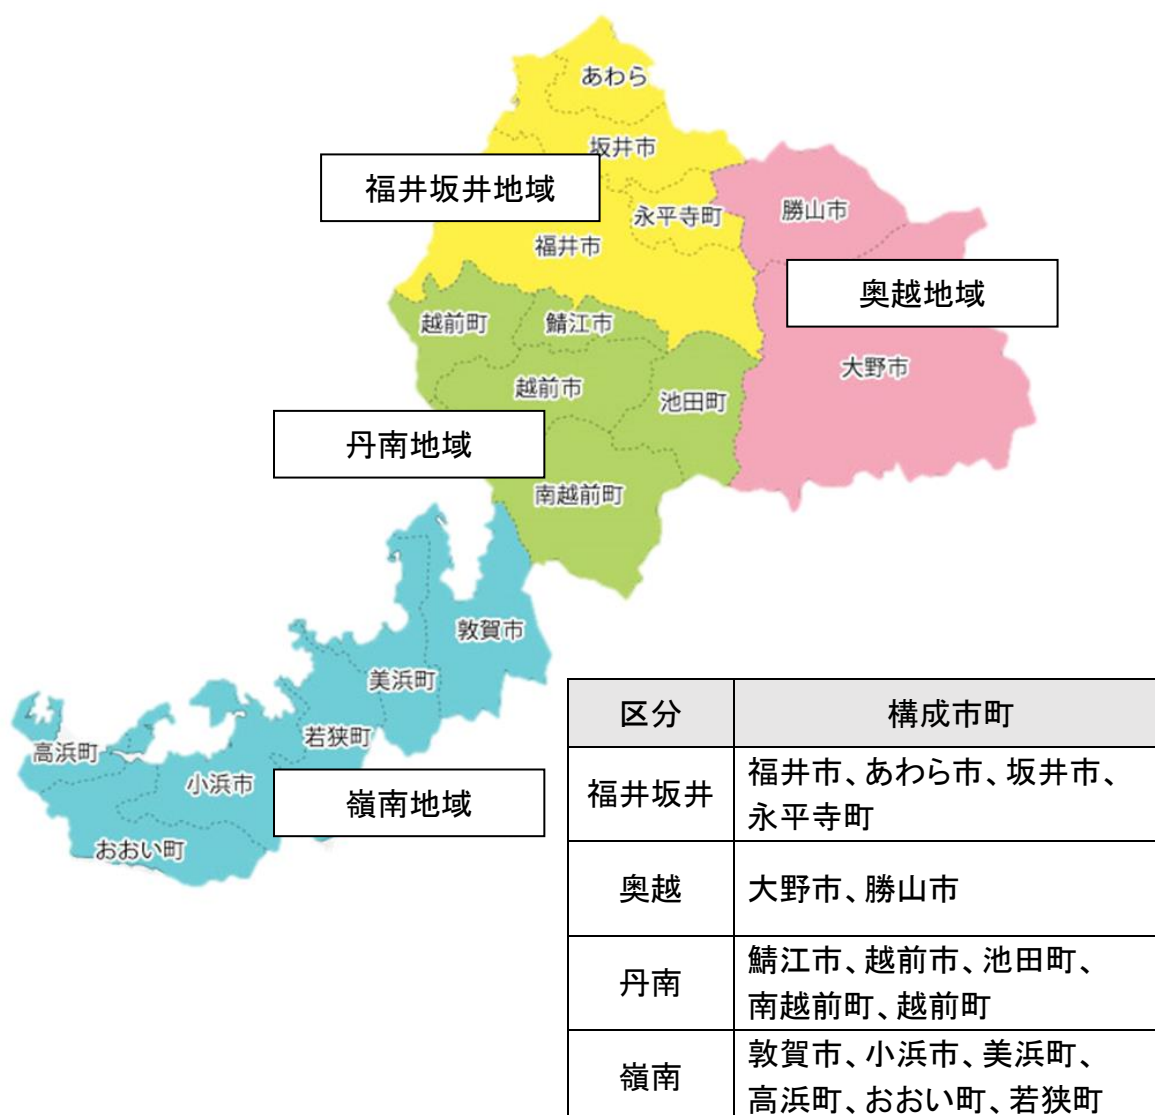 あわら
坂井市
福井坂井地域
永平寺町
勝山市
福井市
奥越地域
越前町
鯖江市
大野市
越前市
池田町
丹南地域
南越前町
敦賀市
美浜町
若狭町
高浜町
小浜市
嶺南地域
おおい町
区分 構成市町
福井坂井 福井市、あわら市、坂井市、
永平寺町
奥越 大野市、勝山市
丹南 鯖江市、越前市、池田町、
南越前町、越前町
嶺南 敦賀市、小浜市、美浜町、
高浜町、おおい町、若狭町